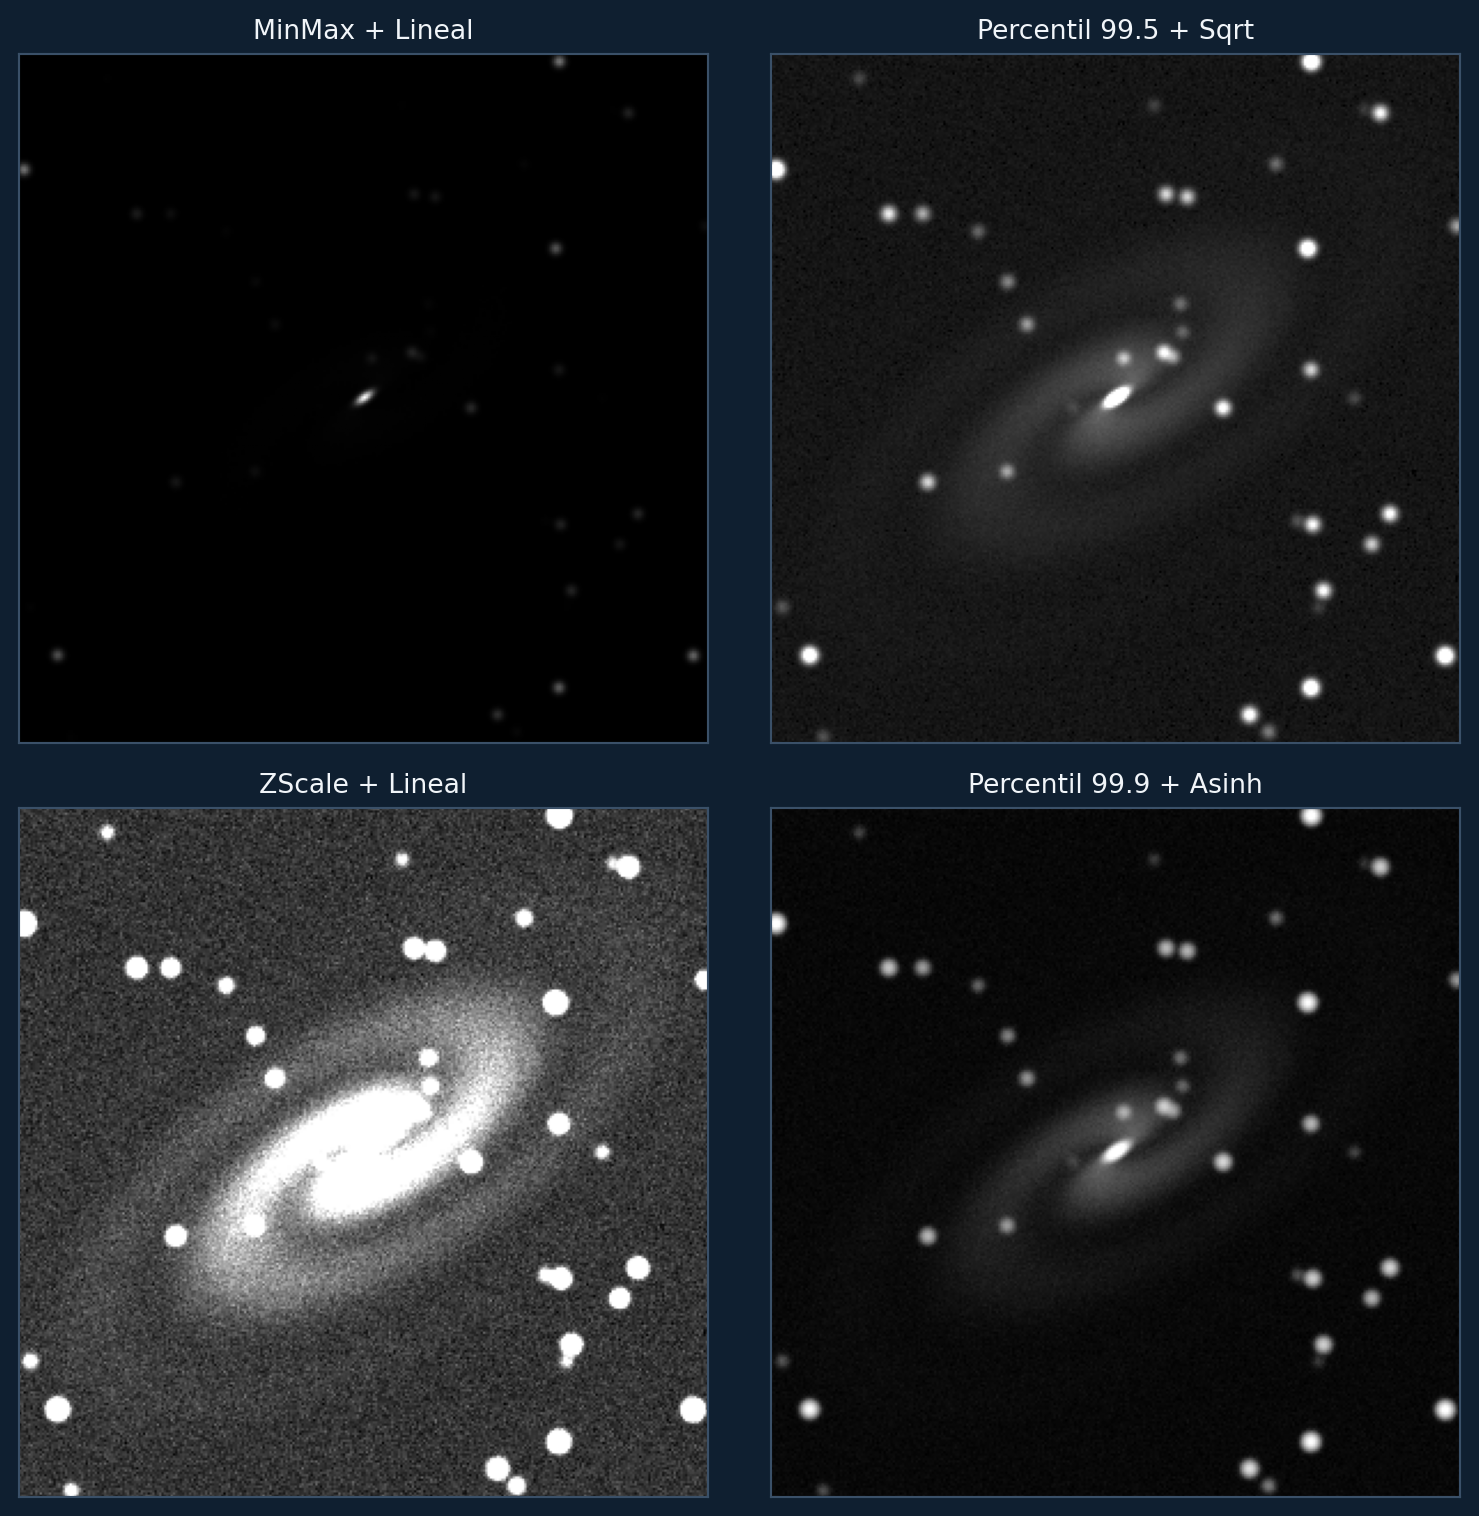 MinMax + Lineal
Percentil 99.5 + Sqrt
ZScale + Lineal
Percentil 99.9 + Asinh